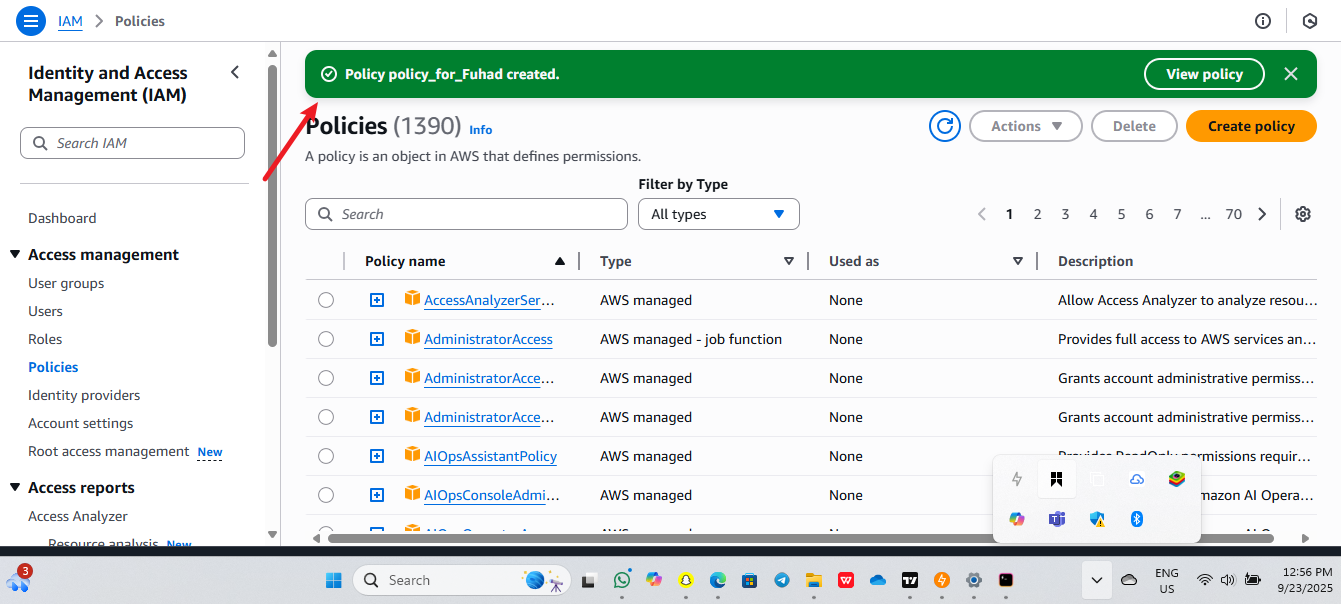 IAM > Policies
Identity and Access
Management (IAM)
Search IAM
Dashboard
Access management
User groups
Users
Roles
Policies
Identity providers
Account settings
Root access management New
Access reports
Access Analyzer
Resource analysis New
Policy policy_for_Fuhad created.
View policy
Policies (1390) Info
A policy is an object in AWS that defines permissions.
Actions
Delete
Create policy
Filter by Type
Search
All types
1 2 3 4 5 6 7 ... 70
Policy name Type Used as Description
AccessAnalyzerSer... AWS managed None Allow Access Analyzer to analyze resou...
AdministratorAccess AWS managed - job function None Provides full access to AWS services an...
AdministratorAcce... AWS managed None Grants account administrative permiss...
AdministratorAcce... AWS managed None Grants account administrative permiss...
AIOpsAssistantPolicy AWS managed None Provides ReadOnly permissions requir...
AIOpsConsoleAdmi... AWS managed None mazon AI Opera...
AWS managed None
3
Search
ENG
US
12:56 PM
9/23/2025